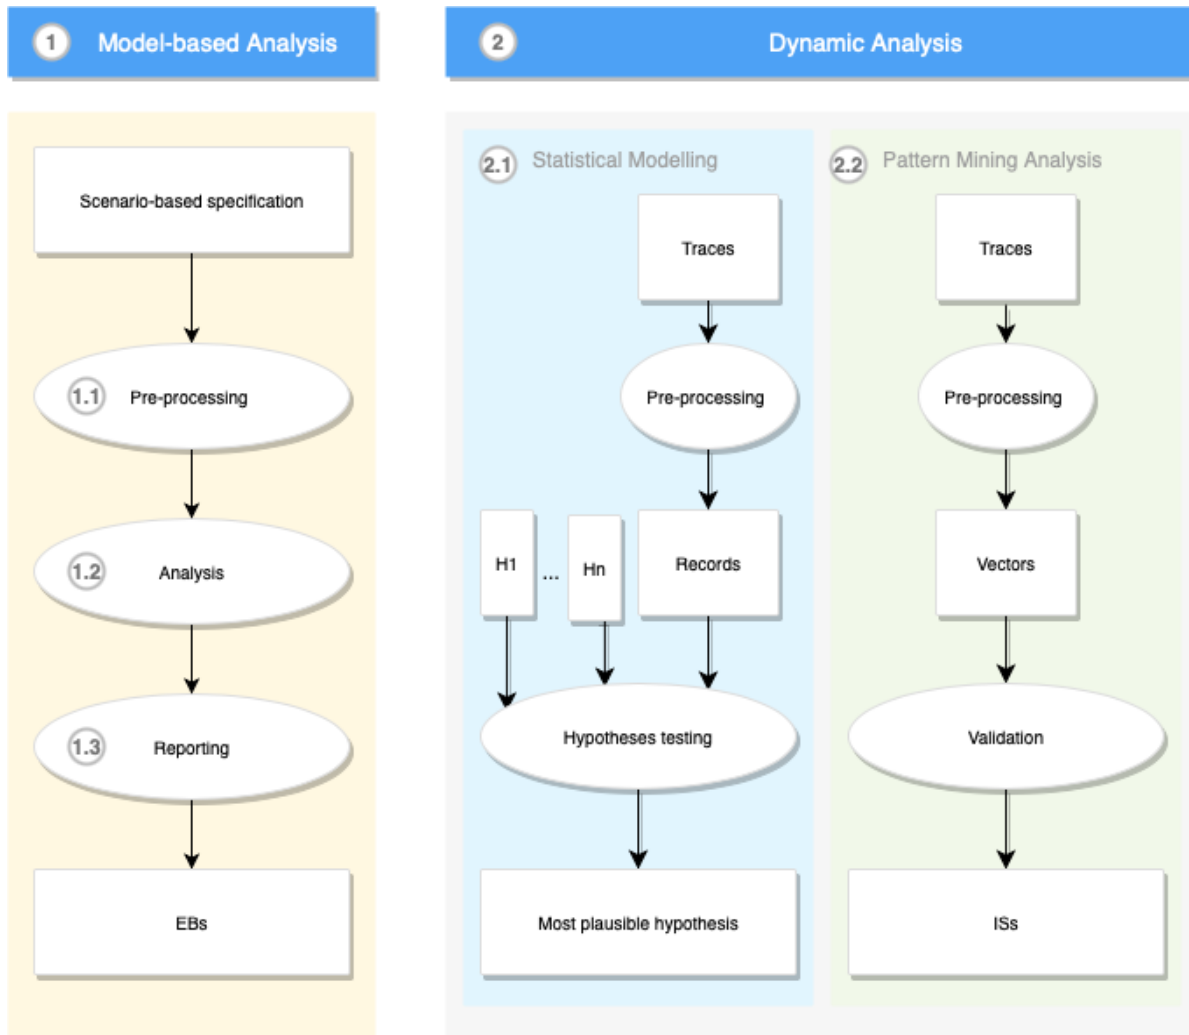 1 Model-based Analysis
Scenario-based specification
1.1 Pre-processing
1.2 Analysis
1.3 Reporting
EBs
2 Dynamic Analysis
2.1 Statistical Modelling
Traces
Pre-processing
H1 ... Hn Records
Hypotheses testing
Most plausible hypothesis
2.2 Pattern Mining Analysis
Traces
Pre-processing
Vectors
Validation
ISs